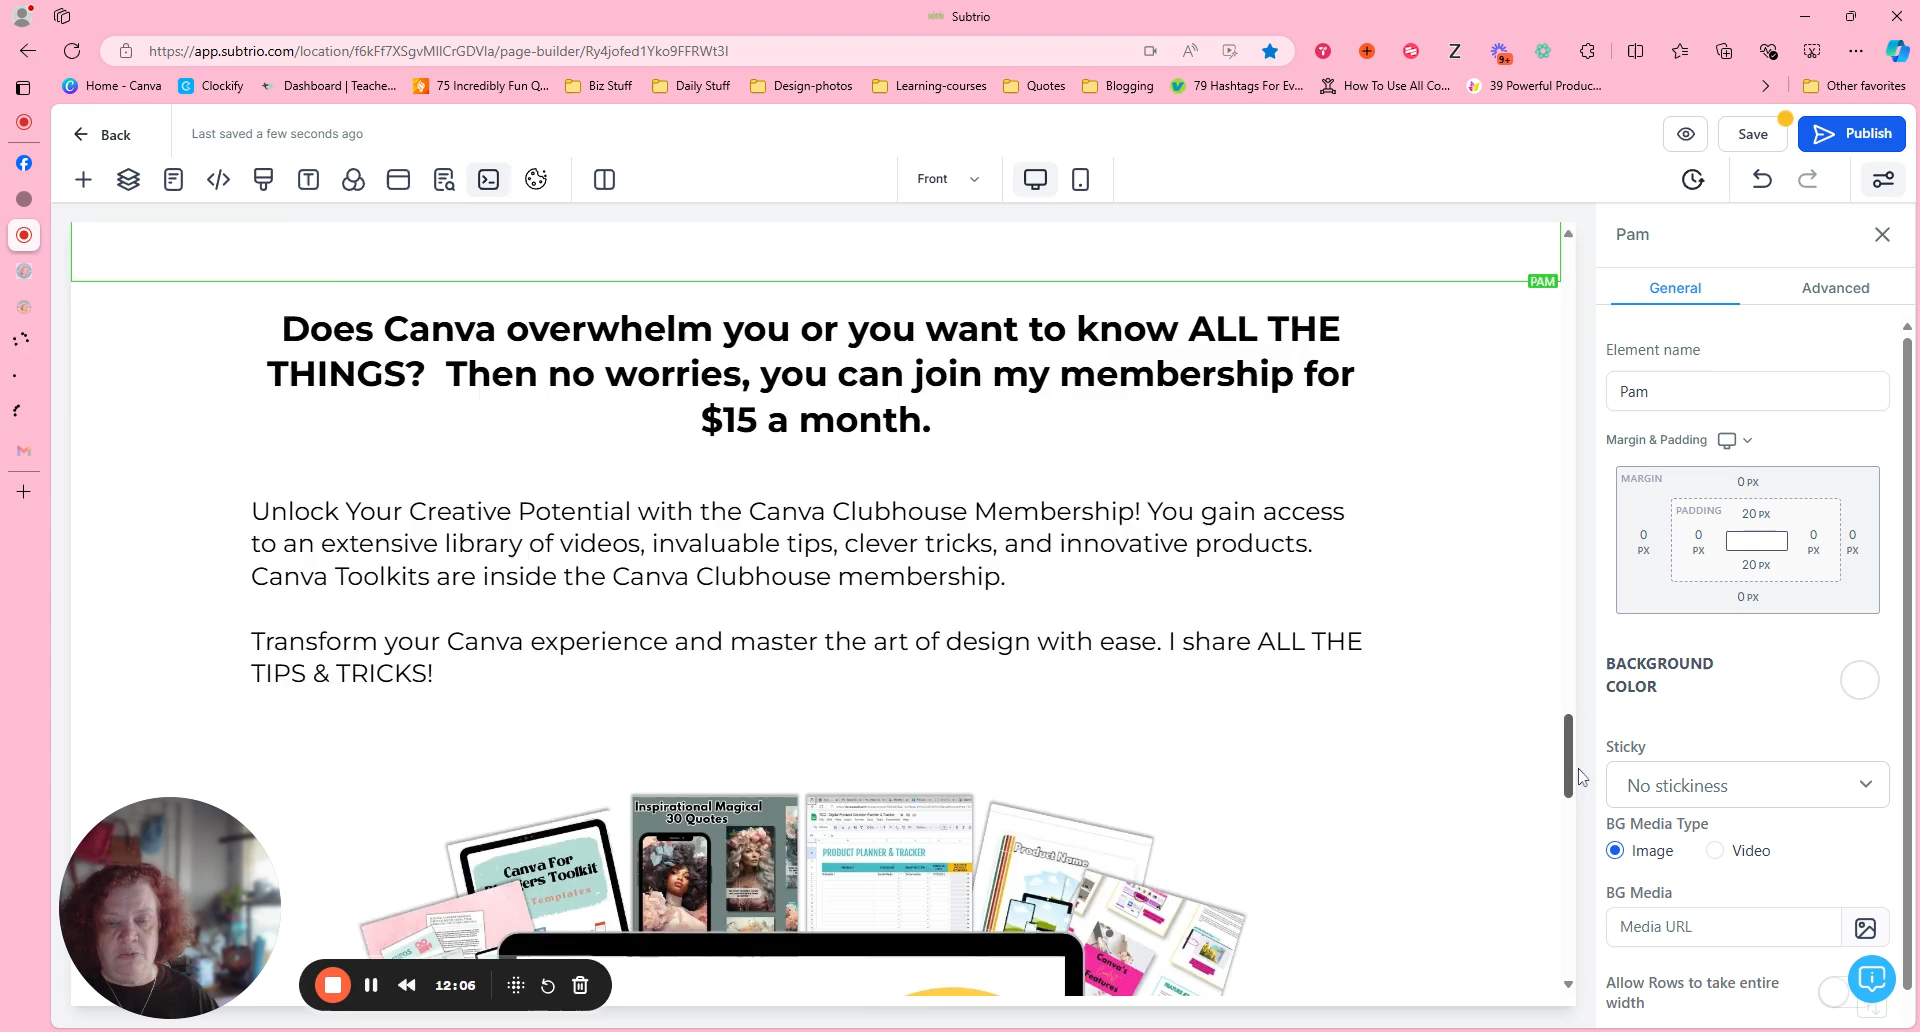 Subtrio
https://app.subtrio.com/location/f6kFf7XSgvMIlCrGDVla/page-builder/Ry4jofed1Yko9FFRWt3l
9+
Home - Canva
Clockify
Dashboard | Teache...
75 Incredibly Fun Q...
Biz Stuff
Daily Stuff
Design-photos
Learning-courses
Quotes
Blogging
79 Hashtags For Ev...
How To Use All Co...
39 Powerful Produc...
Other favorites
Back
Last saved a few seconds ago
Save
Publish
Front
PAM
Does Canva overwhelm you or you want to know ALL THE
THINGS? Then no worries, you can join my membership for
$15 a month.
Unlock Your Creative Potential with the Canva Clubhouse Membership! You gain access
to an extensive library of videos, invaluable tips, clever tricks, and innovative products.
Canva Toolkits are inside the Canva Clubhouse membership.
Transform your Canva experience and master the art of design with ease. I share ALL THE
TIPS & TRICKS!
Canva For
Toolkit
Templates
Inspirational Magical
30 Quotes
PRODUCT PLANNER & TRACKER
Product Name
Canva's
Features
12:06
Pam
General
Advanced
Element name
Pam
Margin & Padding
MARGIN
0 PX
PADDING
20 PX
0 PX
0 PX
0 PX
0 PX
20 PX
0 PX
BACKGROUND
COLOR
Sticky
No stickiness
BG Media Type
Image
Video
BG Media
Media URL
Allow Rows to take entire
width